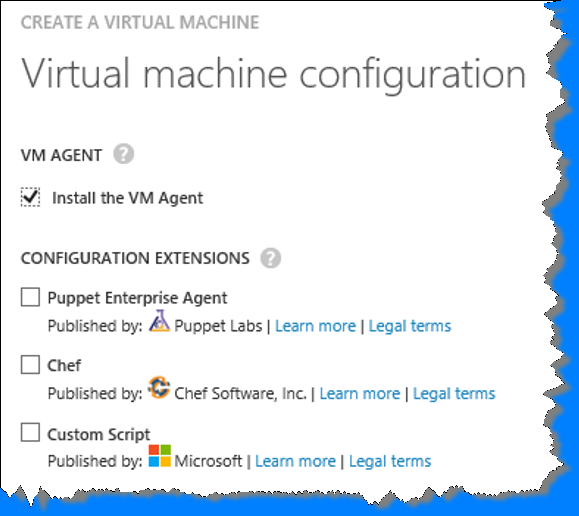 CREATE A VIRTUAL MACHINE
Virtual machine configuration
VM AGENT ?
Install the VM Agent
CONFIGURATION EXTENSIONS ?
Puppet Enterprise Agent
Published by: Puppet Labs | Learn more | Legal terms
Chef
Published by: Chef Software, Inc. | Learn more | Legal terms
Custom Script
Published by: Microsoft | Learn more | Legal terms